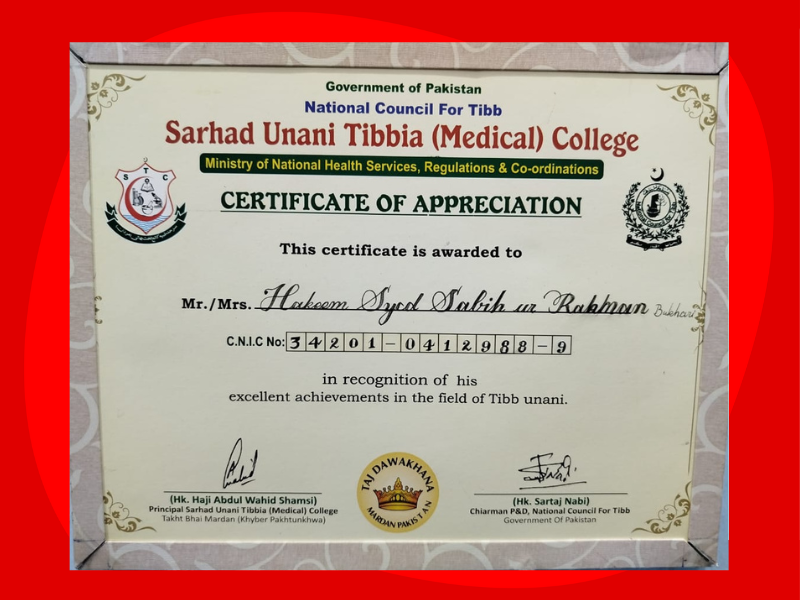 Government of Pakistan
National Council For Tibb
Sarhad Unani Tibbia (Medical) College
Ministry of National Health Services, Regulations & Co-ordinations
S T C
CERTIFICATE OF APPRECIATION
This certificate is awarded to
Mr./Mrs. Hakeem Syed Sabih ur Rahman Bukhari
C.N.I.C No: 34201-0412988-9
in recognition of his
excellent achievements in the field of Tibb unani.
(Hk. Haji Abdul Wahid Shamsi)
Principal Sarhad Unani Tibbia (Medical) College
Takht Bhai Mardan (Khyber Pakhtunkhwa)
TAJ DAWAKHANA
MARDAN PAKISTAN
(Hk. Sartaj Nabi)
Chiarman P&D, National Council For Tibb
Government Of Pakistan